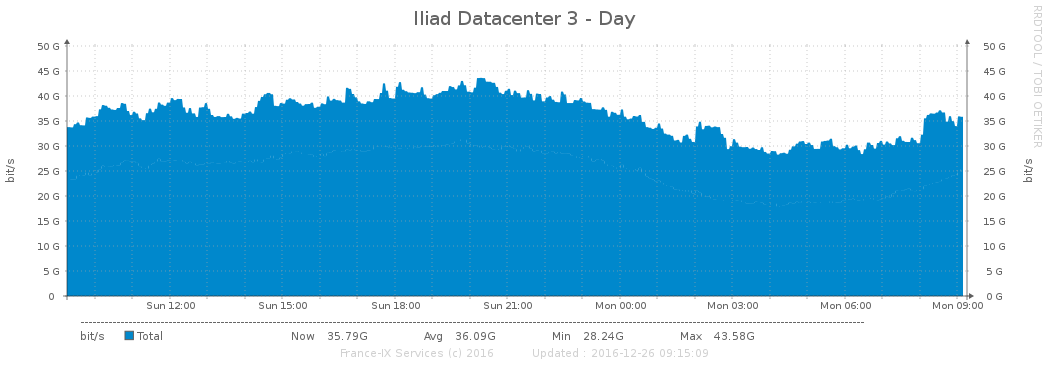 Iliad Datacenter 3 - Day
RRDTOOL / TOBI OETIKER
50 G 50 G
45 G 45 G
40 G 40 G
35 G 35 G
30 G 30 G
25 G 25 G
20 G 20 G
15 G 15 G
10 G 10 G
5 G 5 G
0 0 G
bit/s bit/s
Sun 12:00 Sun 15:00 Sun 18:00 Sun 21:00 Mon 00:00 Mon 03:00 Mon 06:00 Mon 09:00
bit/s Total Now 35.79G Avg 36.09G Min 28.24G Max 43.58G
France-IX Services (c) 2016 Updated : 2016-12-26 09:15:09